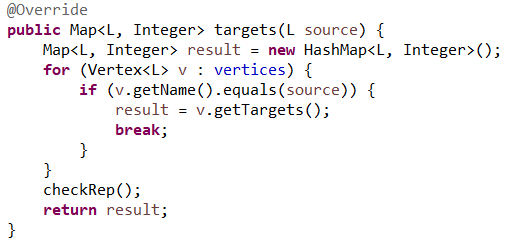 @Override
public Map<L, Integer> targets(L source) {
    Map<L, Integer> result = new HashMap<L, Integer>();
    for (Vertex<L> v : vertices) {
        if (v.getName().equals(source)) {
            result = v.getTargets();
            break;
        }
    }
    checkRep();
    return result;
}